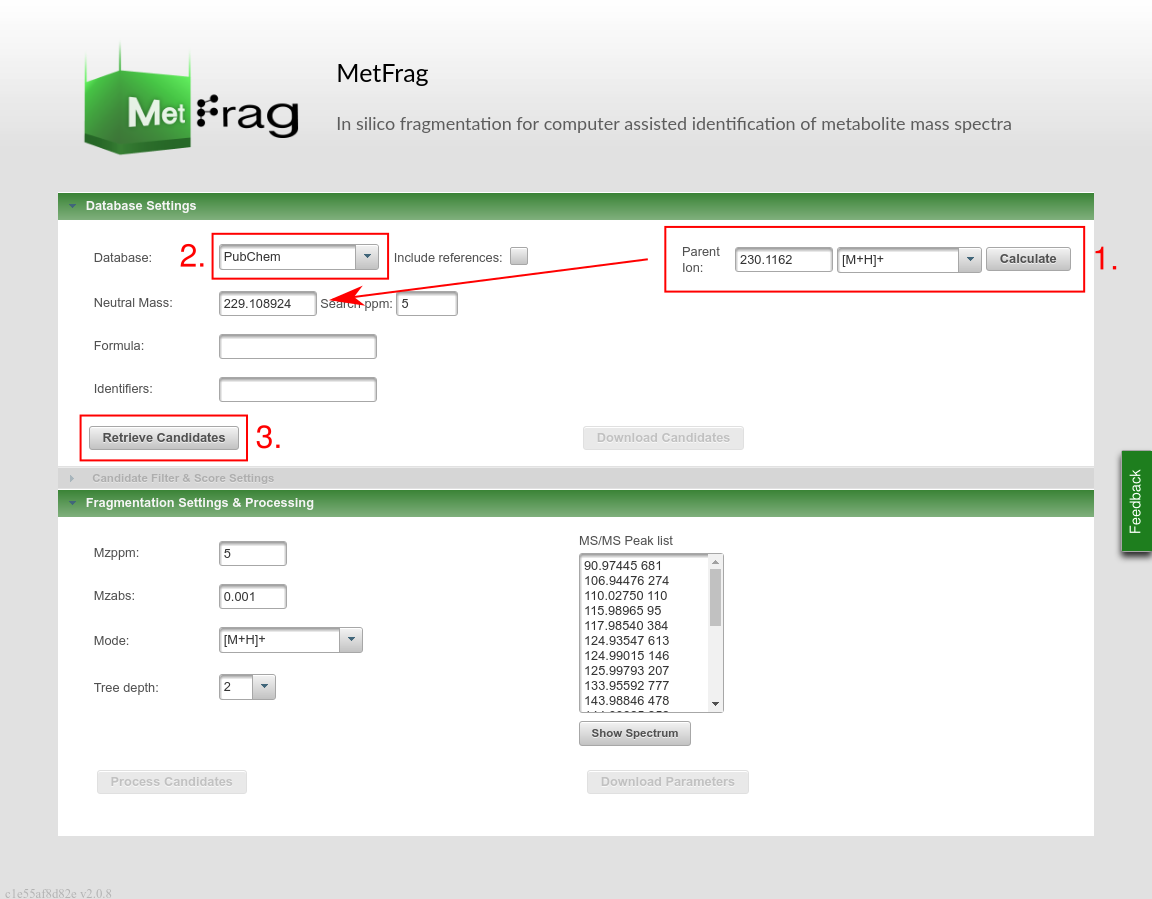 MetFrag
MetFrag
In silico fragmentation for computer assisted identification of metabolite mass spectra
Database Settings
Database: 2. PubChem Include references: Parent Ion: 230.1162 [M+H]+ Calculate 1.
Neutral Mass: 229.108924 Search ppm: 5
Formula:
Identifiers:
Retrieve Candidates 3. Download Candidates
Candidate Filter & Score Settings
Fragmentation Settings & Processing
Mzppm: 5
Mzabs: 0.001
Mode: [M+H]+
Tree depth: 2
MS/MS Peak list
90.97445 681
106.94476 274
110.02750 110
115.98965 95
117.98540 384
124.93547 613
124.99015 146
125.99793 207
133.95592 777
143.98846 478
Show Spectrum
Process Candidates Download Parameters
Feedback
c1e55af8d82e v2.0.8